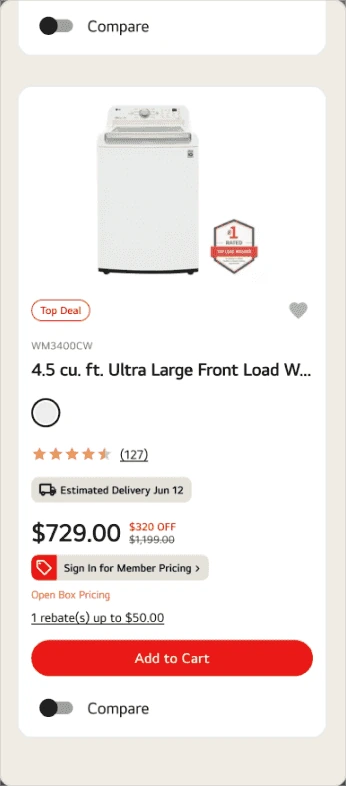 Compare
#1
RATED
Top Deal
WM3400CW
4.5 cu. ft. Ultra Large Front Load W...
(127)
Estimated Delivery Jun 12
$729.00
$320 OFF
$1,199.00
Sign In for Member Pricing >
Open Box Pricing
1 rebate(s) up to $50.00
Add to Cart
Compare